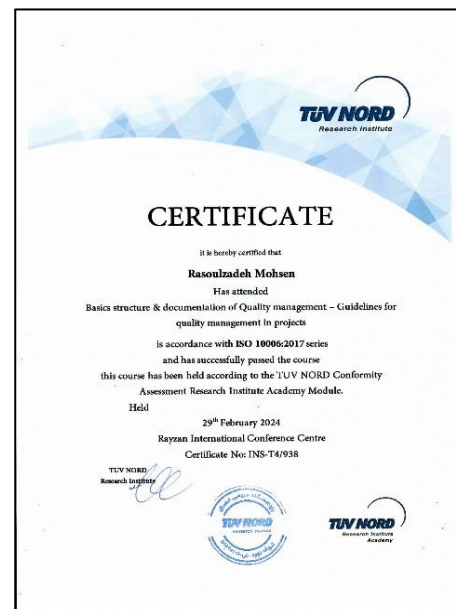 TÜV NORD
Research Institute
CERTIFICATE
it is hereby certified that
Rasoulzadeh Mohsen
Has attended
Basics structure & documentation of Quality management – Guidelines for
quality management in projects
is accordance with ISO 10006:2017 series
and has successfully passed the course
this course has been held according to the TUV NORD Conformity
Assessment Research Institute Academy Module.
Held
29th February 2024
Rayzan International Conference Centre
Certificate No: INS-T4/938
TUV NORD
Research Institute
TUV NORD
TÜV NORD
Research Institute
Academy